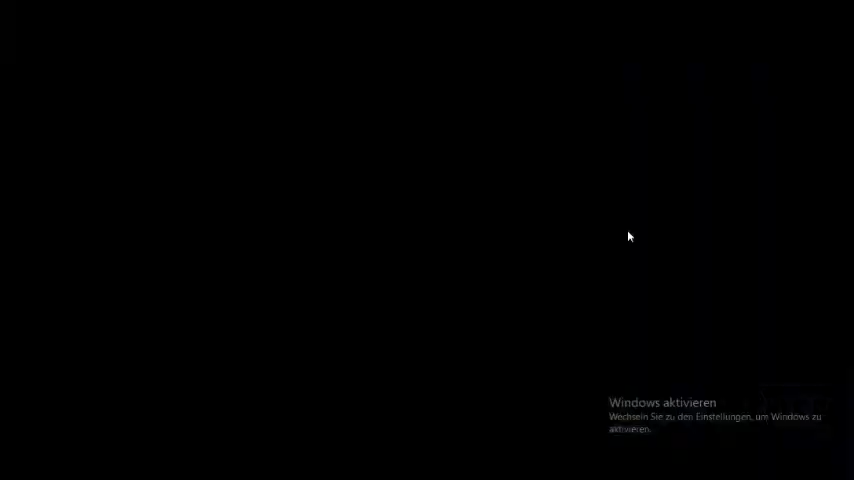 Windows aktivieren
Wechseln Sie zu den Einstellungen, um Windows zu
aktivieren.